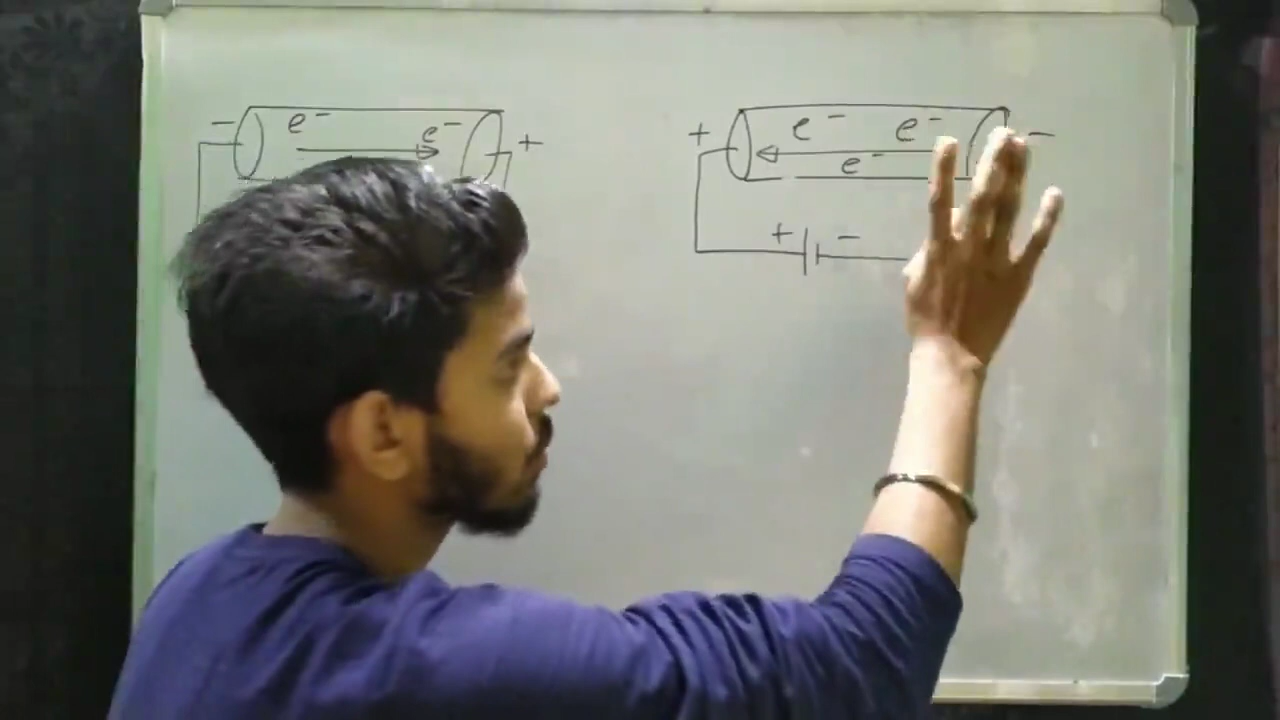 − e⁻ e⁻ +
+ e⁻ e⁻ −
e⁻
+ −